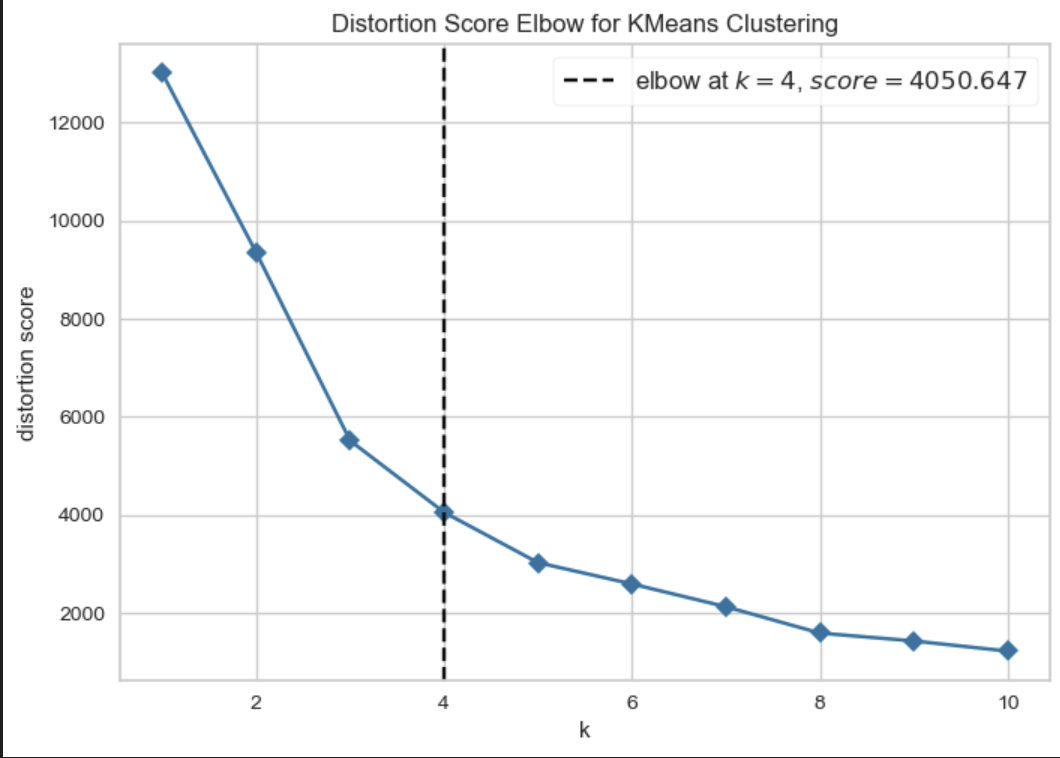 Distortion Score Elbow for KMeans Clustering
elbow at k = 4, score = 4050.647
12000
10000
8000
6000
4000
2000
distortion score
2 4 6 8 10
k